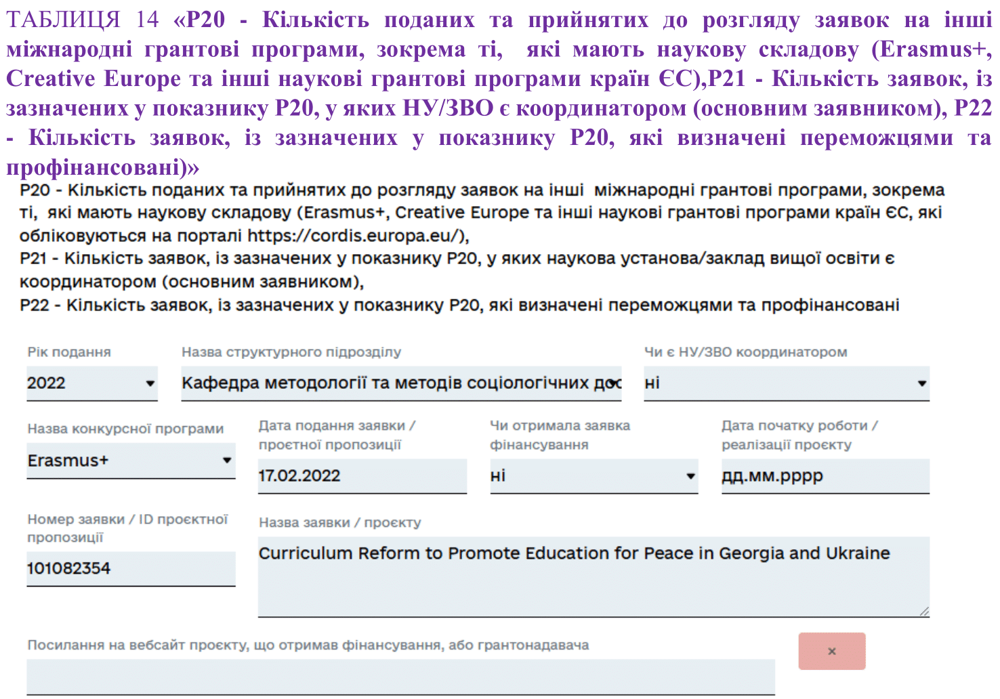 ТАБЛИЦЯ 14 «Р20 - Кількість поданих та прийнятих до розгляду заявок на інші
міжнародні грантові програми, зокрема ті, які мають наукову складову (Erasmus+,
Creative Europe та інші наукові грантові програми країн ЄС),Р21 - Кількість заявок, із
зазначених у показнику Р20, у яких НУ/ЗВО є координатором (основним заявником), Р22
- Кількість заявок, із зазначених у показнику Р20, які визначені переможцями та
профінансовані)»
Р20 - Кількість поданих та прийнятих до розгляду заявок на інші міжнародні грантові програми, зокрема
ті, які мають наукову складову (Erasmus+, Creative Europe та інші наукові грантові програми країн ЄС, які
обліковуються на порталі https://cordis.europa.eu/),
Р21 - Кількість заявок, із зазначених у показнику Р20, у яких наукова установа/заклад вищої освіти є
координатором (основним заявником),
Р22 - Кількість заявок, із зазначених у показнику Р20, які визначені переможцями та профінансовані
Рік подання
2022
Назва структурного підрозділу
Кафедра методології та методів соціологічних дос
Чи є НУ/ЗВО координатором
ні
Назва конкурсної програми
Erasmus+
Дата подання заявки /
проєтної пропозиції
17.02.2022
Чи отримала заявка
фінансування
ні
Дата початку роботи /
реалізації проєкту
дд.мм.рррр
Номер заявки / ID проєктної
пропозиції
101082354
Назва заявки / проєкту
Curriculum Reform to Promote Education for Peace in Georgia and Ukraine
Посилання на вебсайт проєкту, що отримав фінансування, або грантонадавача
×